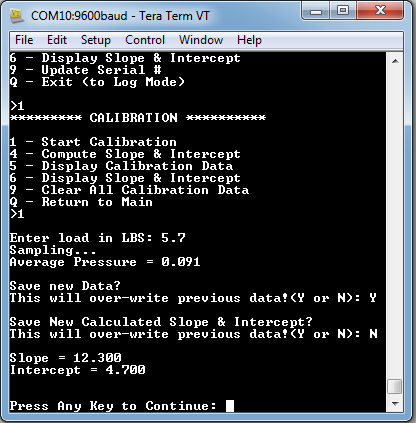 COM10:9600baud - Tera Term VT
File Edit Setup Control Window Help
6 - Display Slope & Intercept
9 - Update Serial #
Q - Exit (to Log Mode)
>1
********* CALIBRATION **********
1 - Start Calibration
4 - Compute Slope & Intercept
5 - Display Calibration Data
6 - Display Slope & Intercept
9 - Clear All Calibration Data
Q - Return to Main
>1
Enter load in LBS: 5.7
Sampling...
Average Pressure = 0.091
Save new Data?
This will over-write previous data!(Y or N): Y
Save New Calculated Slope & Intercept?
This will over-write previous data!(Y or N): N
Slope = 12.300
Intercept = 4.700
Press Any Key to Continue: